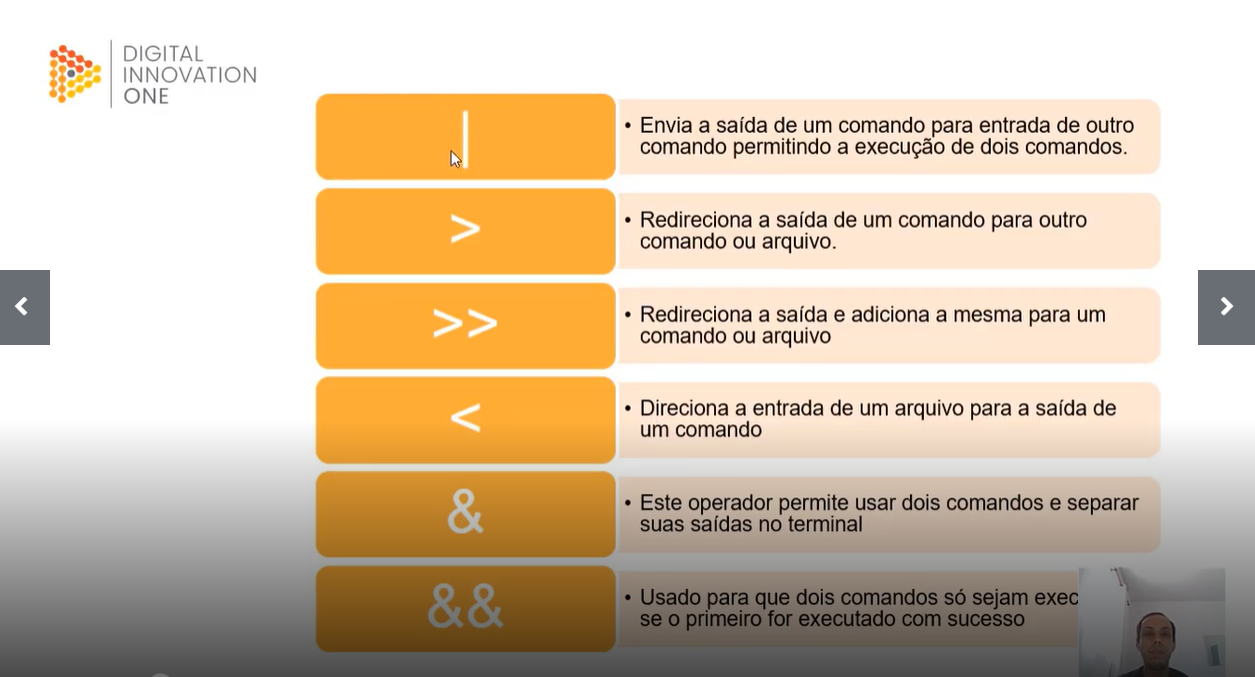 DIGITAL
INNOVATION
ONE
|
• Envia a saída de um comando para entrada de outro
comando permitindo a execução de dois comandos.
>
• Redireciona a saída de um comando para outro
comando ou arquivo.
>>
• Redireciona a saída e adiciona a mesma para um
comando ou arquivo
<
• Direciona a entrada de um arquivo para a saída de
um comando
&
• Este operador permite usar dois comandos e separar
suas saídas no terminal
&&
• Usado para que dois comandos só sejam exec
se o primeiro for executado com sucesso